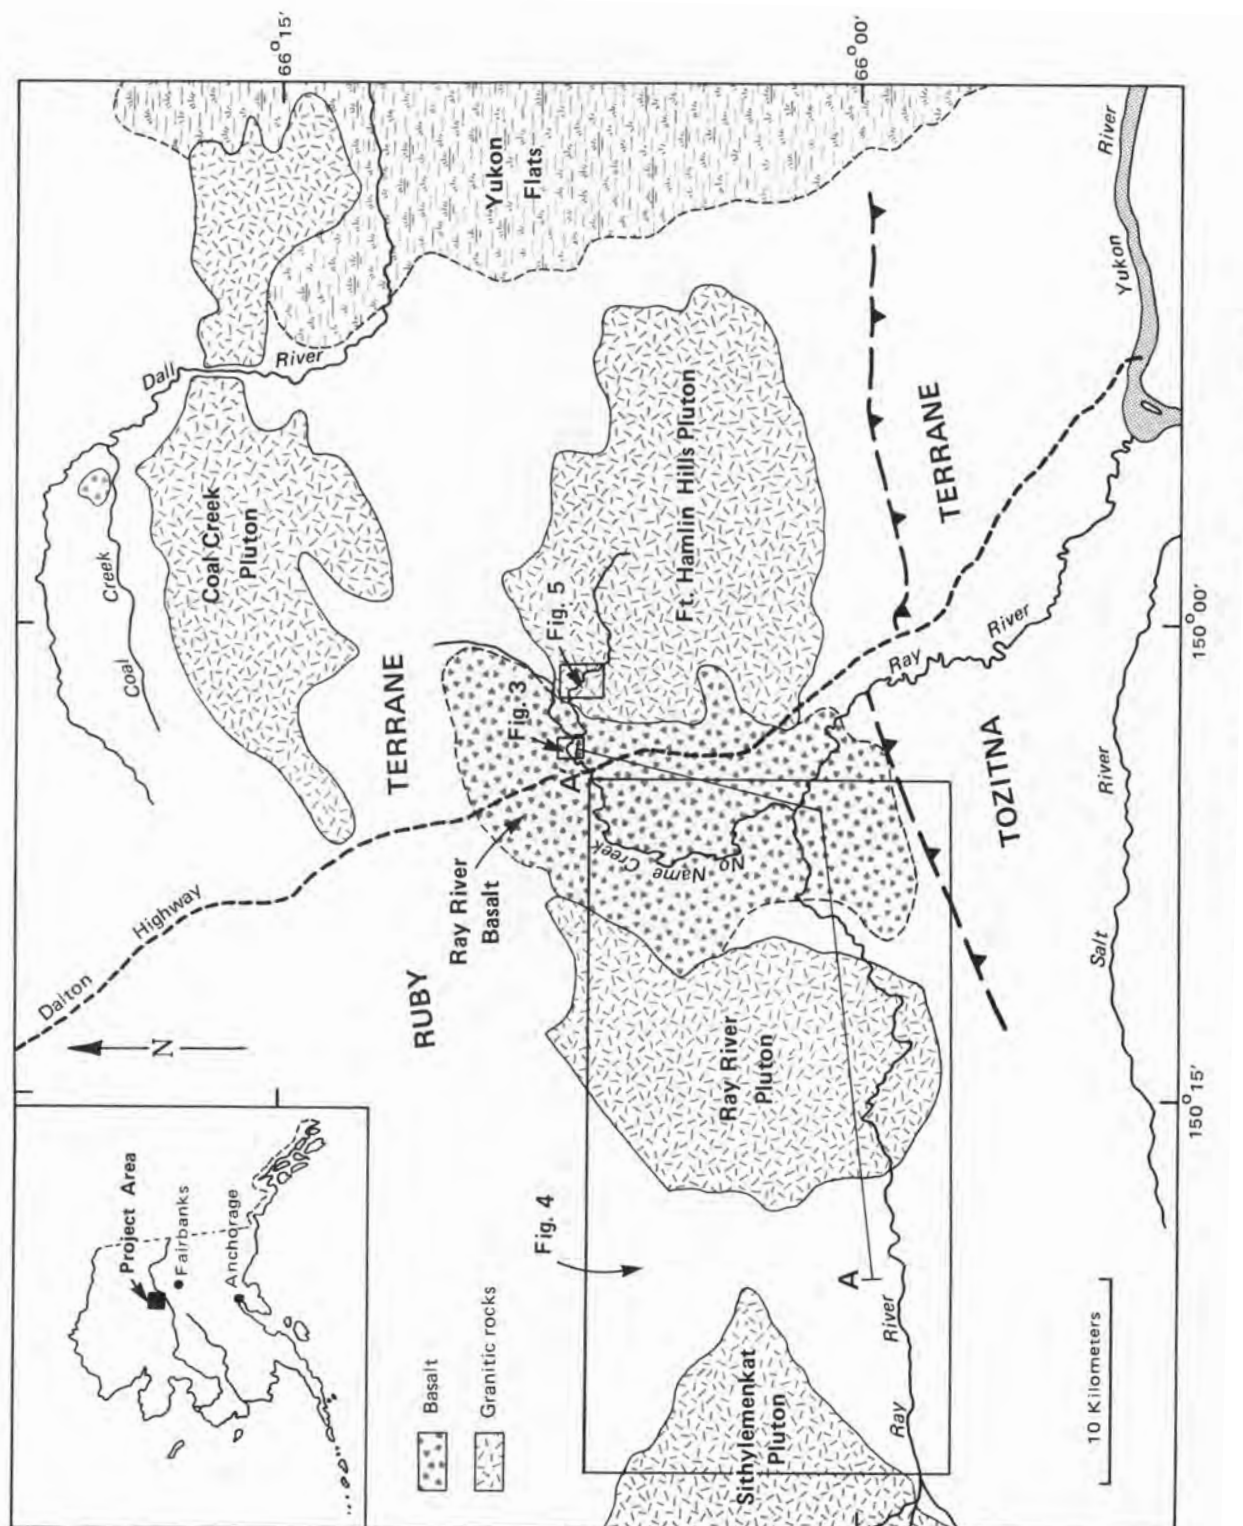 66°15'
66°00'
Yukon
Flats
River
Yukon
Dall
River
Coal Creek
Pluton
Creek
Coal
Ft. Hamlin Hills Pluton
Fig. 5
Fig. 3
TERRANE
TERRANE
150°00'
River
Ray
A'
TOZITNA
River
Salt
No Name
Creek
Ray River
Basalt
Highway
Dalton
RUBY
N
Ray River
Pluton
150°15'
Project Area
Fairbanks
Anchorage
Fig. 4
A
River
Ray
Basalt
Granitic rocks
Sithylemenkat
Pluton
10 Kilometers